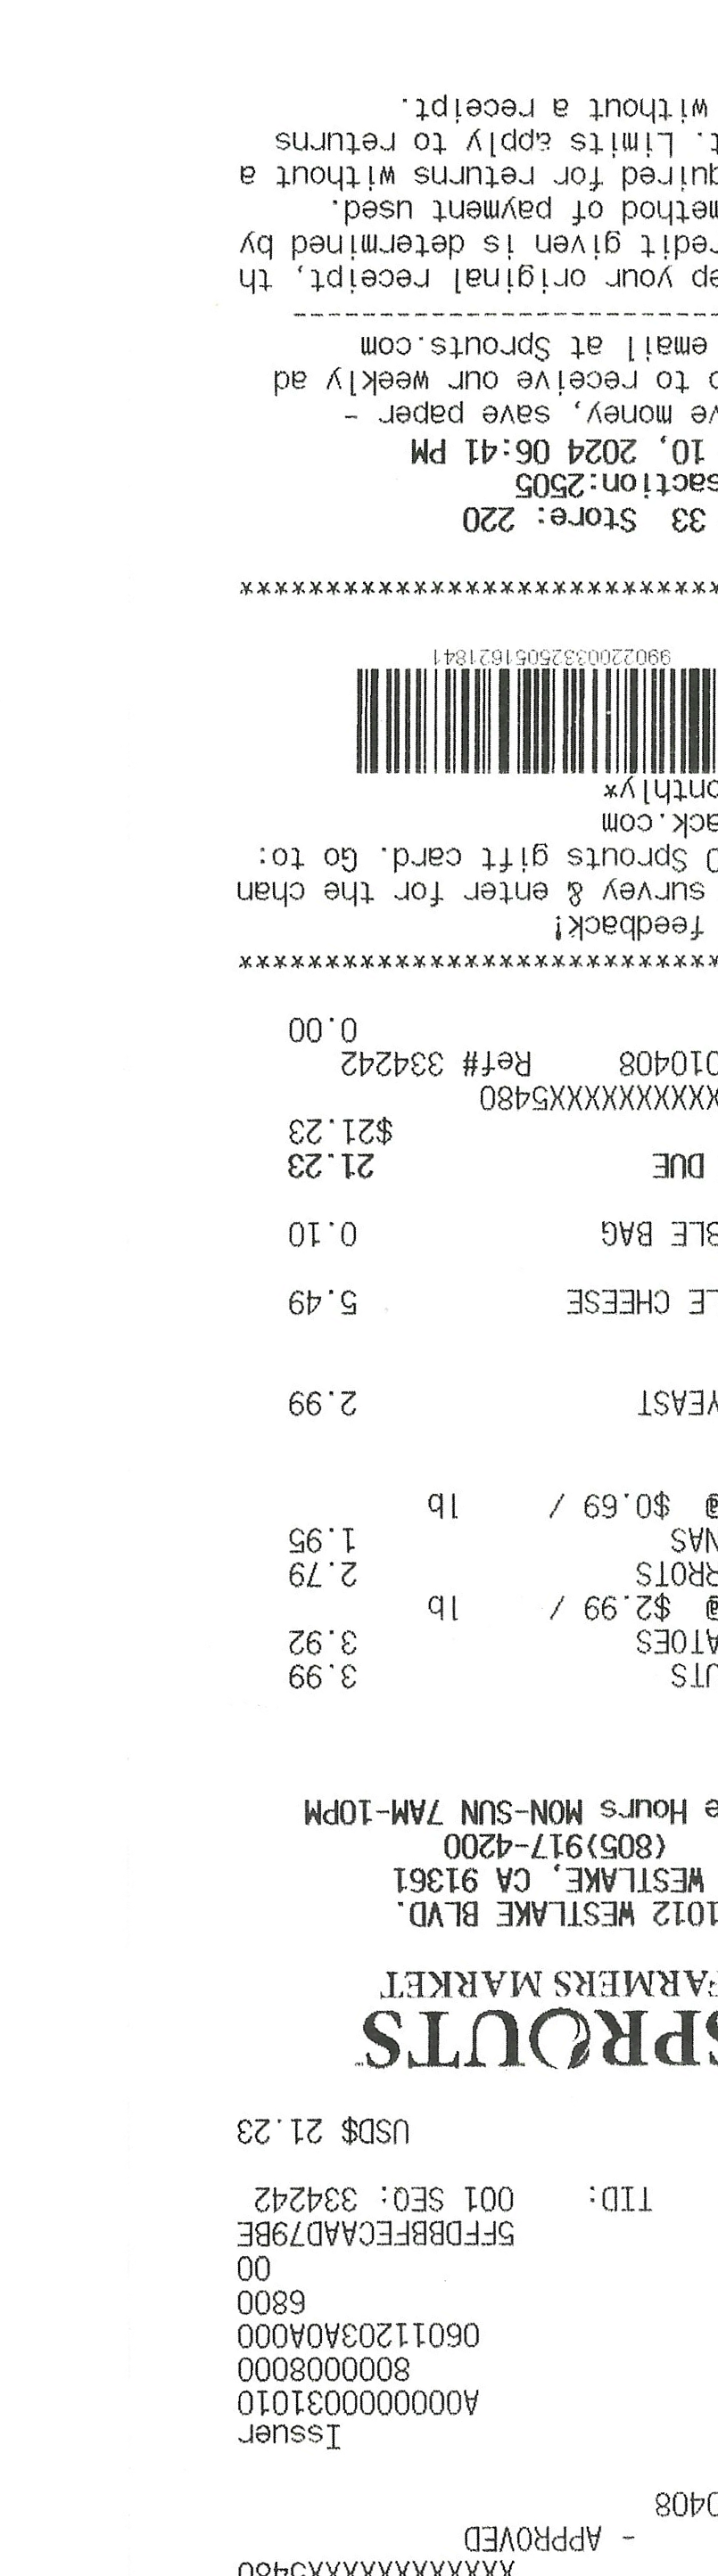 XXXXXXXXXXXX5480
- APPROVED
0408
Issuer
A0000000031010
8000008000
06011203A0A000
6800
00
5FFDBBFECAAD79BE
TID: 001 SEQ: 334242
USD$ 21.23
SPROUTS
FARMERS MARKET
1012 WESTLAKE BLVD.
WESTLAKE, CA 91361
(805)917-4200
e Hours MON-SUN 7AM-10PM
UTS 3.99
ATOES 3.92
@ $2.99 / lb
RROTS 2.79
NAS 1.95
@ $0.69 / lb
YEAST 2.99
LE CHEESE 5.49
BLE BAG 0.10
DUE 21.23
$21.23
XXXXXXXXXX5480
010408 Ref# 334242
0.00
*****************************
feedback!
survey & enter for the chan
0 Sprouts gift card. Go to:
ack.com
onthly*
99022003325051621841
*****************************
33 Store: 220
saction:2505
10, 2024 06:41 PM
ve money, save paper -
p to receive our weekly ad
email at Sprouts.com
-------------------------
ep your original receipt, th
redit given is determined by
method of payment used.
quired for returns without a
t. Limits apply to returns
without a receipt.